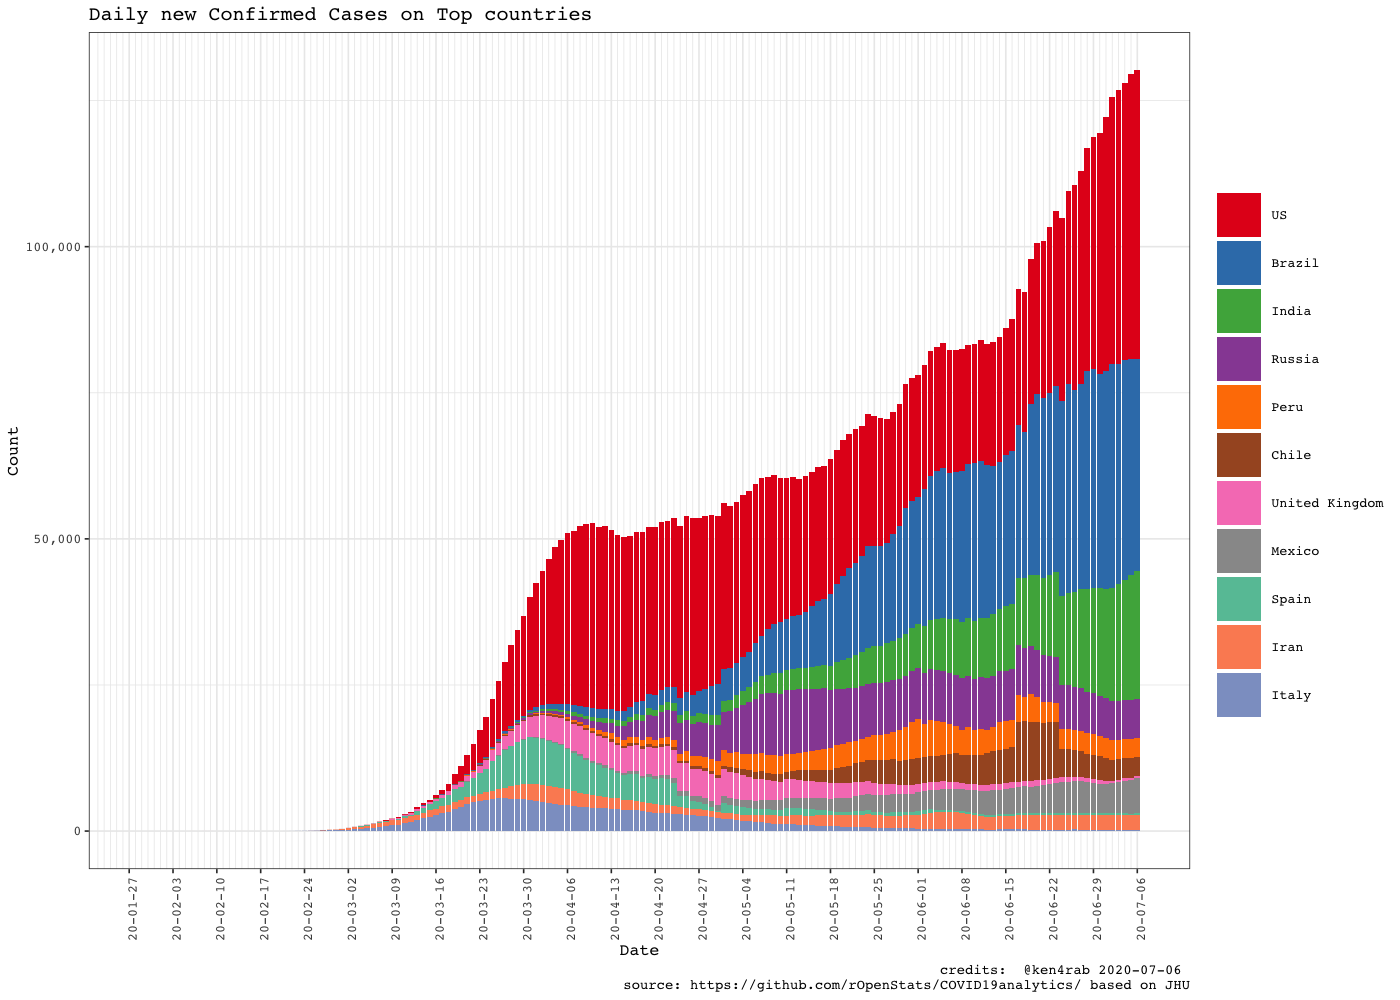 Daily new Confirmed Cases on Top countries
Count
100,000
50,000
0
US
Brazil
India
Russia
Peru
Chile
United Kingdom
Mexico
Spain
Iran
Italy
20-01-27
20-02-03
20-02-10
20-02-17
20-02-24
20-03-02
20-03-09
20-03-16
20-03-23
20-03-30
20-04-06
20-04-13
20-04-20
20-04-27
20-05-04
20-05-11
20-05-18
20-05-25
20-06-01
20-06-08
20-06-15
20-06-22
20-06-29
20-07-06
Date
credits:  @ken4rab 2020-07-06
source: https://github.com/rOpenStats/COVID19analytics/ based on JHU